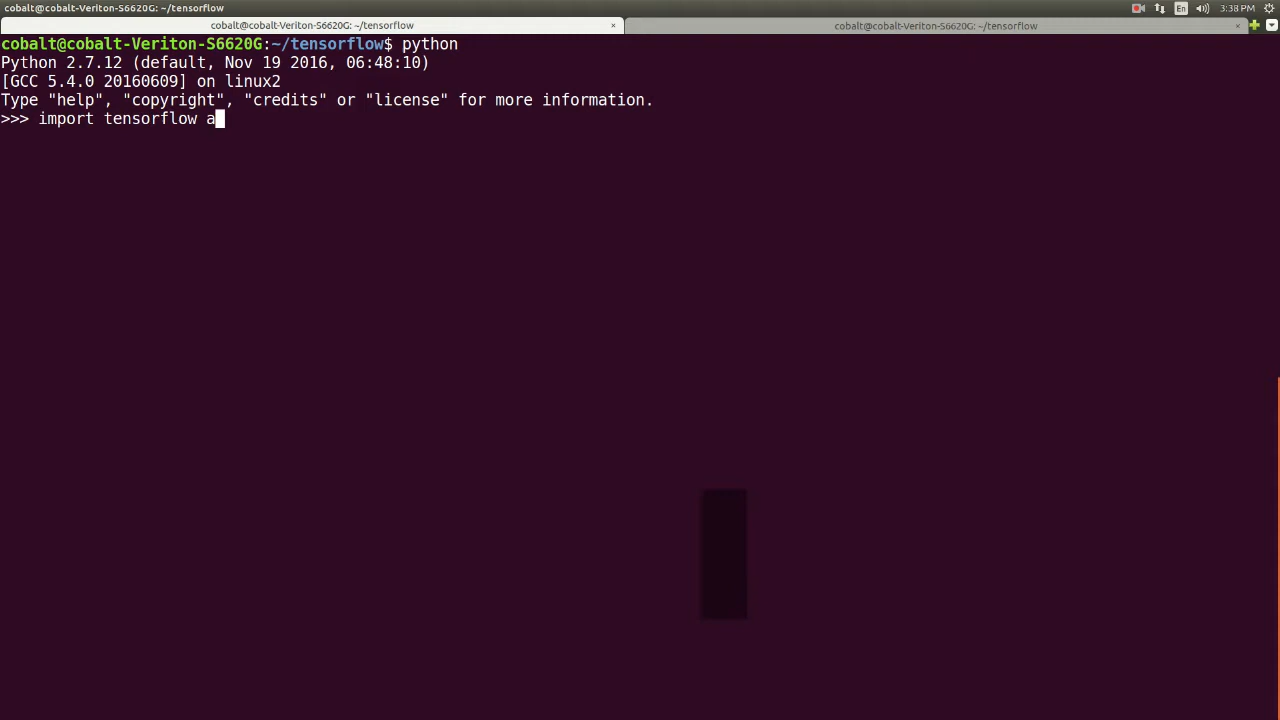 cobalt@cobalt-Veriton-S6620G: ~/tensorflow
En
3:38 PM
cobalt@cobalt-Veriton-S6620G: ~/tensorflow
cobalt@cobalt-Veriton-S6620G: ~/tensorflow
cobalt@cobalt-Veriton-S6620G:~/tensorflow$ python
Python 2.7.12 (default, Nov 19 2016, 06:48:10)
[GCC 5.4.0 20160609] on linux2
Type "help", "copyright", "credits" or "license" for more information.
>>> import tensorflow a